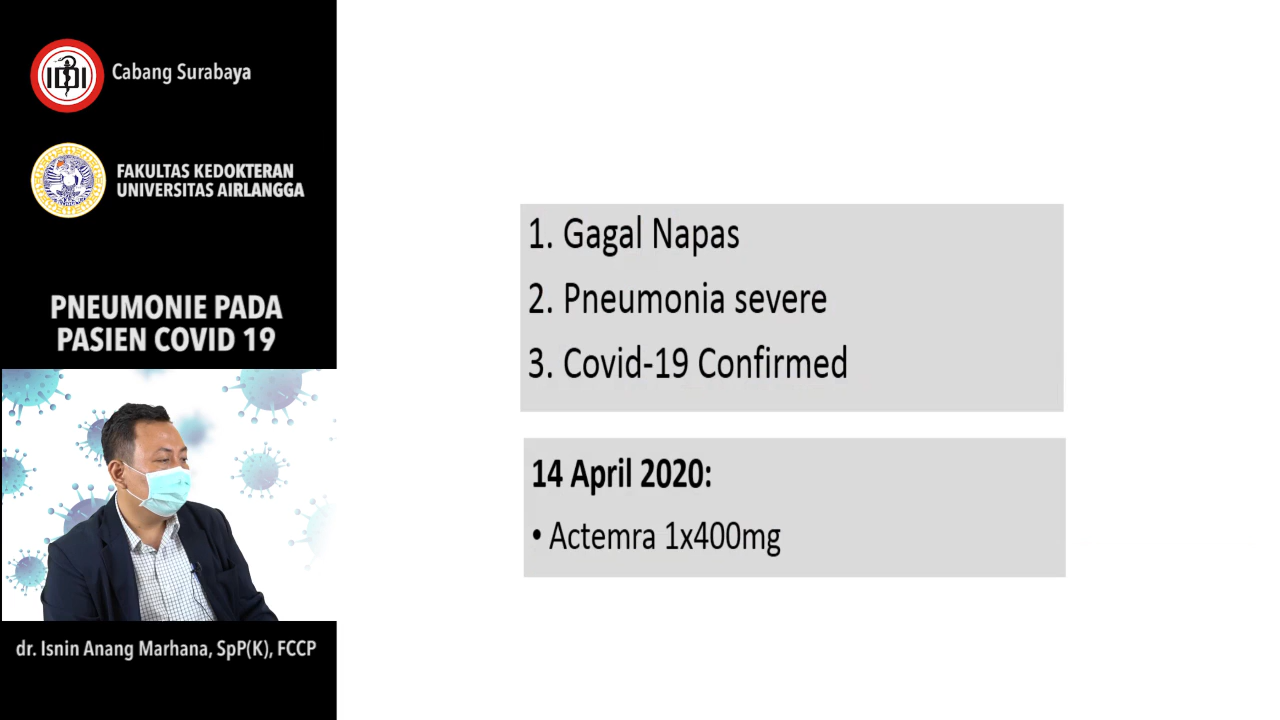 IDI
Cabang Surabaya
FAKULTAS KEDOKTERAN
UNIVERSITAS AIRLANGGA
PNEUMONIE PADA
PASIEN COVID 19
dr. Isnin Anang Marhana, SpP(K), FCCP
1. Gagal Napas
2. Pneumonia severe
3. Covid-19 Confirmed
14 April 2020:
• Actemra 1x400mg